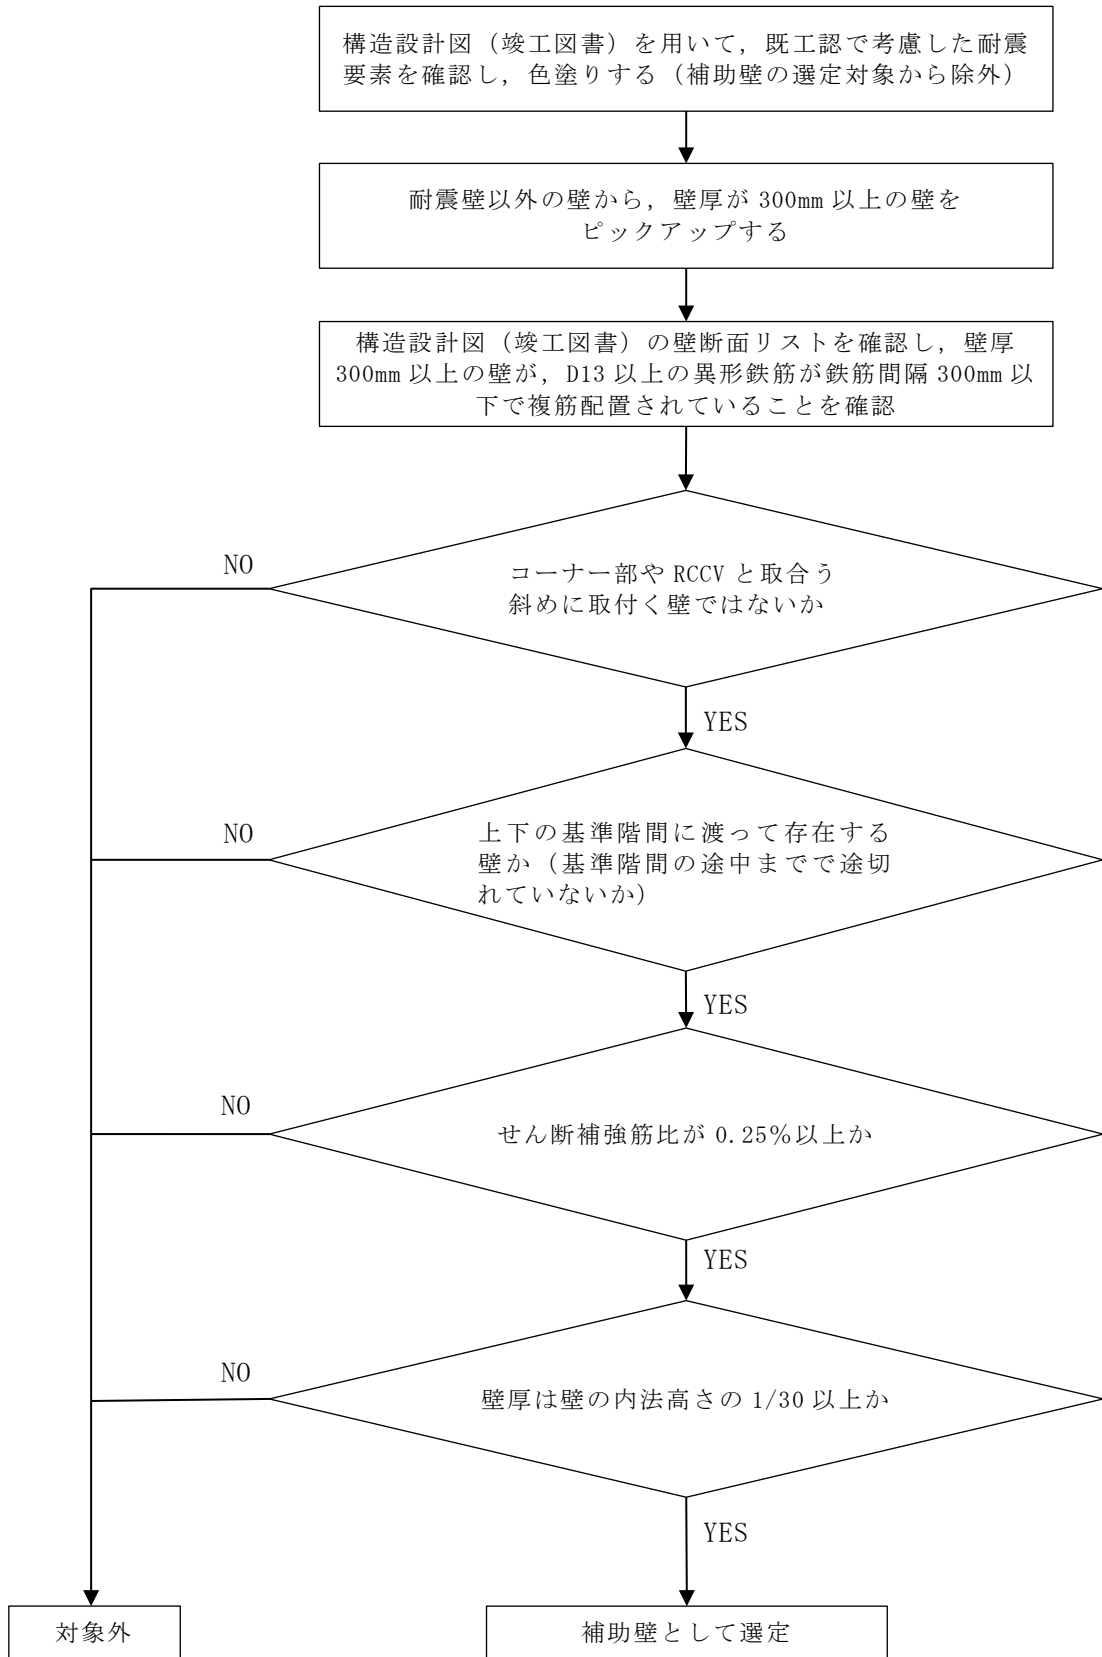 構造設計図（竣工図書）を用いて，既工認で考慮した耐震
要素を確認し，色塗りする（補助壁の選定対象から除外）
耐震壁以外の壁から，壁厚が 300mm 以上の壁を
ピックアップする
構造設計図（竣工図書）の壁断面リストを確認し，壁厚
300mm 以上の壁が，D13 以上の異形鉄筋が鉄筋間隔 300mm 以
下で複筋配置されていることを確認
NO
コーナー部や RCCV と取合う
斜めに取付く壁ではないか
YES
NO
上下の基準階間に渡って存在する
壁か（基準階間の途中までで途切
れていないか）
YES
NO
せん断補強筋比が 0.25％以上か
YES
NO
壁厚は壁の内法高さの 1/30 以上か
YES
対象外
補助壁として選定